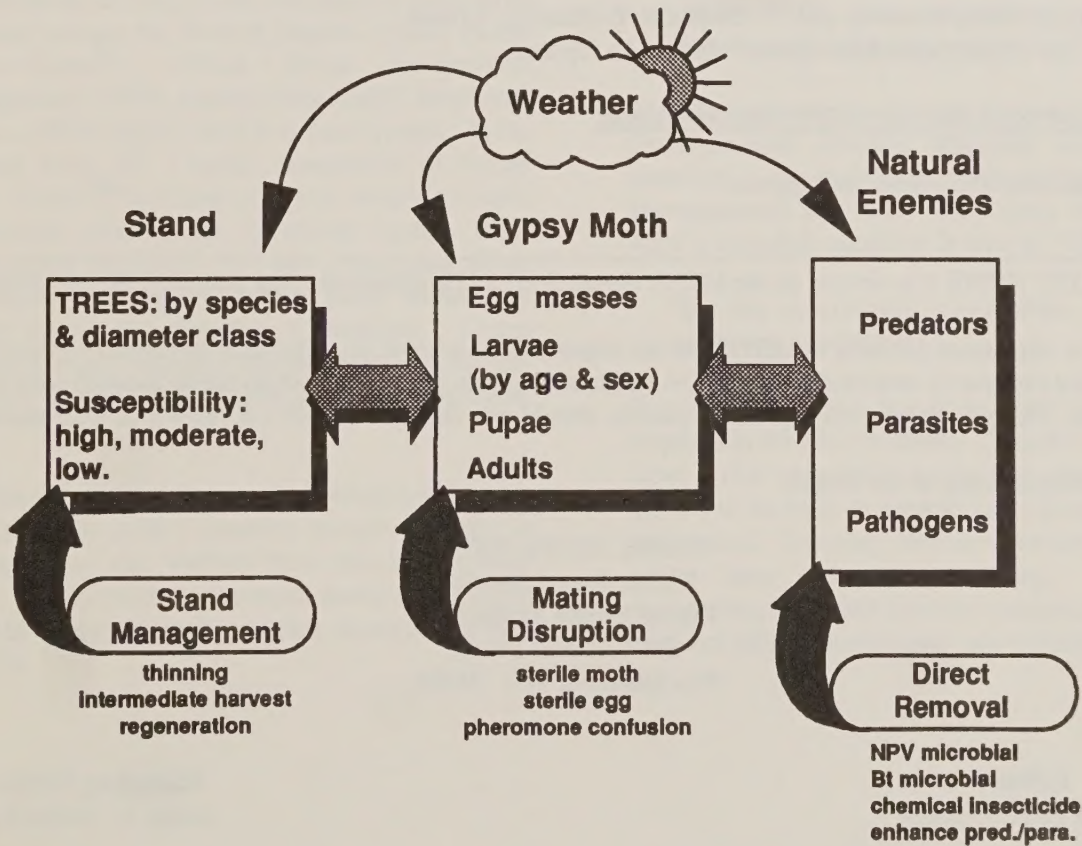 Weather
Natural
Enemies
Stand
Gypsy Moth
TREES: by species
& diameter class
Susceptibility:
high, moderate,
low.
Egg masses
Larvae
(by age & sex)
Pupae
Adults
Predators
Parasites
Pathogens
Stand
Management
thinning
intermediate harvest
regeneration
Mating
Disruption
sterile moth
sterile egg
pheromone confusion
Direct
Removal
NPV microbial
Bt microbial
chemical insecticide
enhance pred./para.